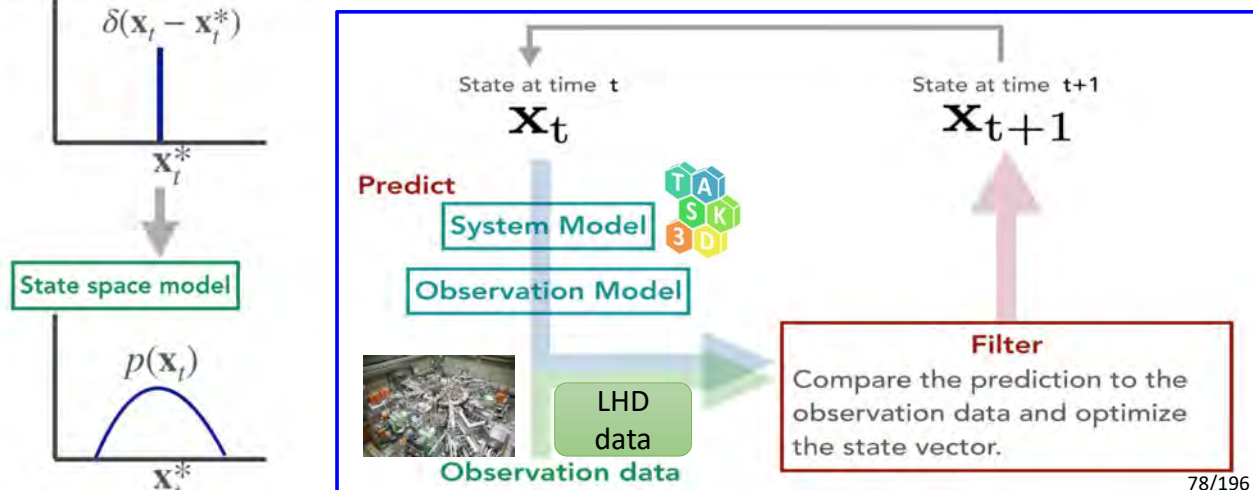 δ(x_t − x_t^*)
x_t^*
State space model
p(x_t)
x_t^*
State at time t
x_t
State at time t+1
x_{t+1}
Predict
TASK3D
System Model
Observation Model
LHD
data
Observation data
Filter
Compare the prediction to the
observation data and optimize
the state vector.
78/196